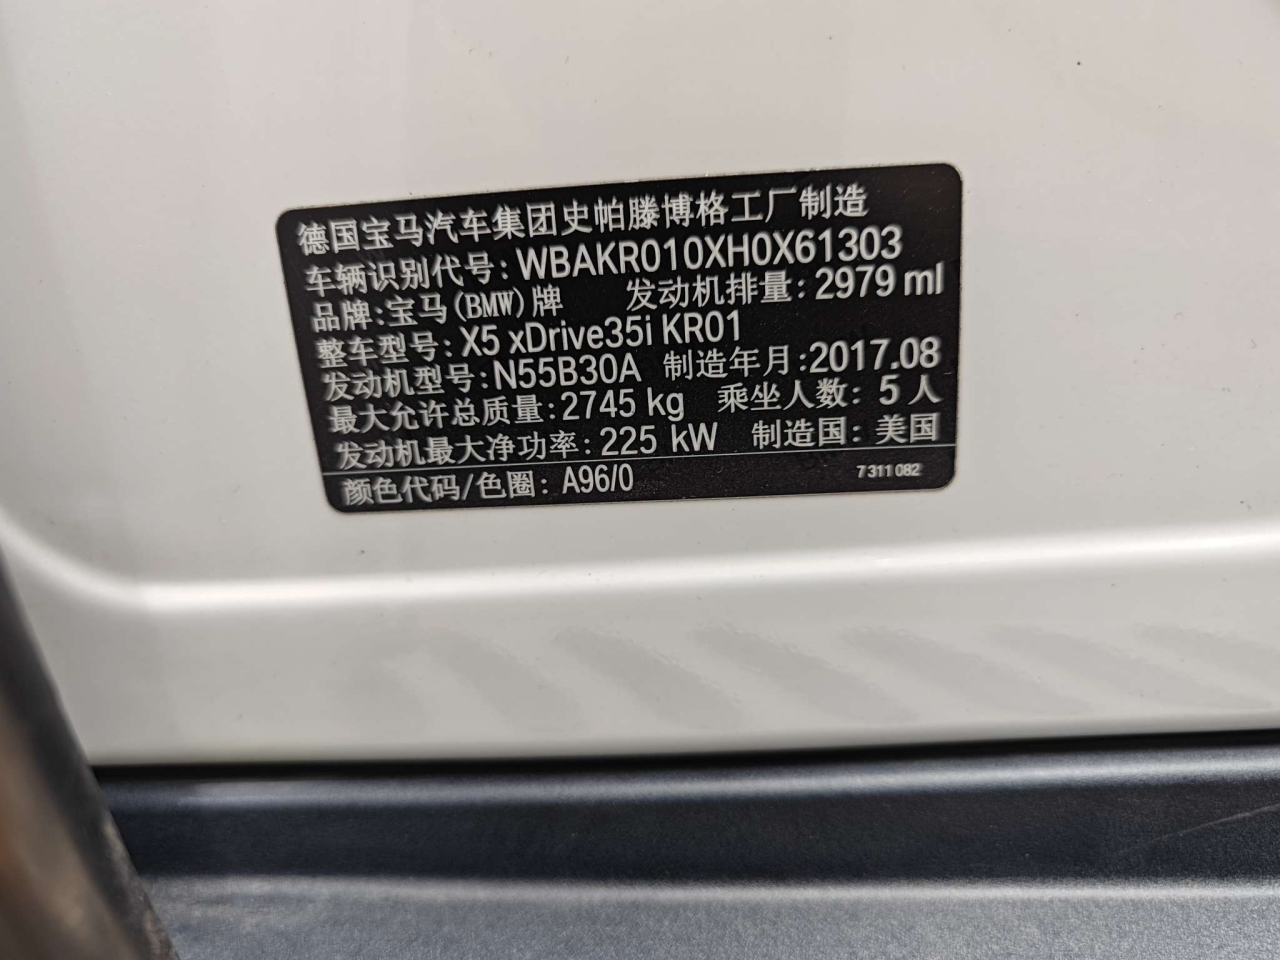 德国宝马汽车集团史帕滕博格工厂制造
车辆识别代号: WBAKR010XH0X61303
品牌:宝马(BMW)牌 发动机排量: 2979 ml
整车型号: X5 xDrive35i KR01
发动机型号: N55B30A 制造年月: 2017.08
最大允许总质量: 2745 kg 乘坐人数: 5 人
发动机最大净功率: 225 kW 制造国: 美国
颜色代码/色圈: A96/0 7 311 082